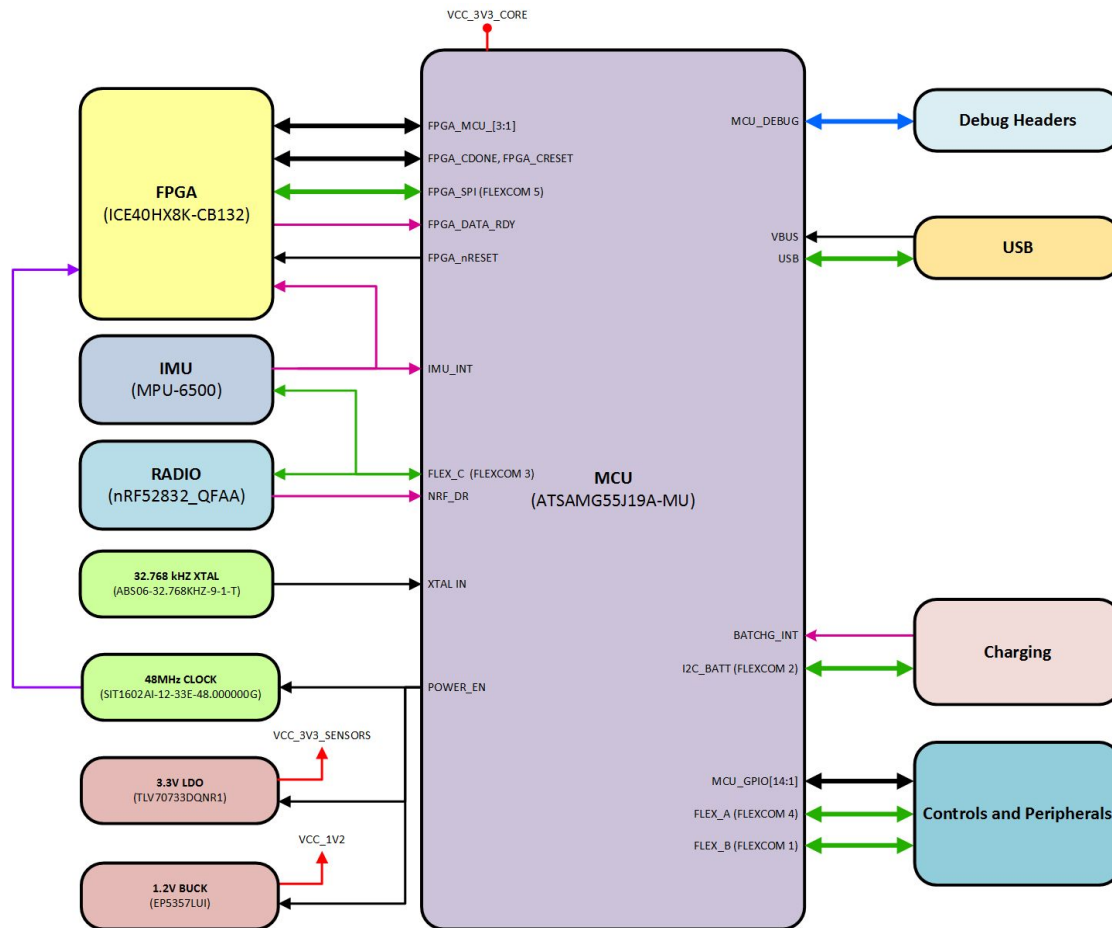 VCC_3V3_CORE
FPGA
(ICE40HX8K-CB132)
IMU
(MPU-6500)
RADIO
(nRF52832_QFAA)
32.768 kHZ XTAL
(ABS06-32.768KHZ-9-1-T)
48MHz CLOCK
(SIT1602AI-12-33E-48.000000G)
VCC_3V3_SENSORS
3.3V LDO
(TLV70733DQNR1)
VCC_1V2
1.2V BUCK
(EP5357LUI)
FPGA_MCU_[3:1]
FPGA_CDONE, FPGA_CRESET
FPGA_SPI (FLEXCOM 5)
FPGA_DATA_RDY
FPGA_nRESET
IMU_INT
FLEX_C (FLEXCOM 3)
NRF_DR
XTAL IN
POWER_EN
MCU
(ATSAMG55J19A-MU)
MCU_DEBUG
VBUS
USB
BATCHG_INT
I2C_BATT (FLEXCOM 2)
MCU_GPIO[14:1]
FLEX_A (FLEXCOM 4)
FLEX_B (FLEXCOM 1)
Debug Headers
USB
Charging
Controls and Peripherals